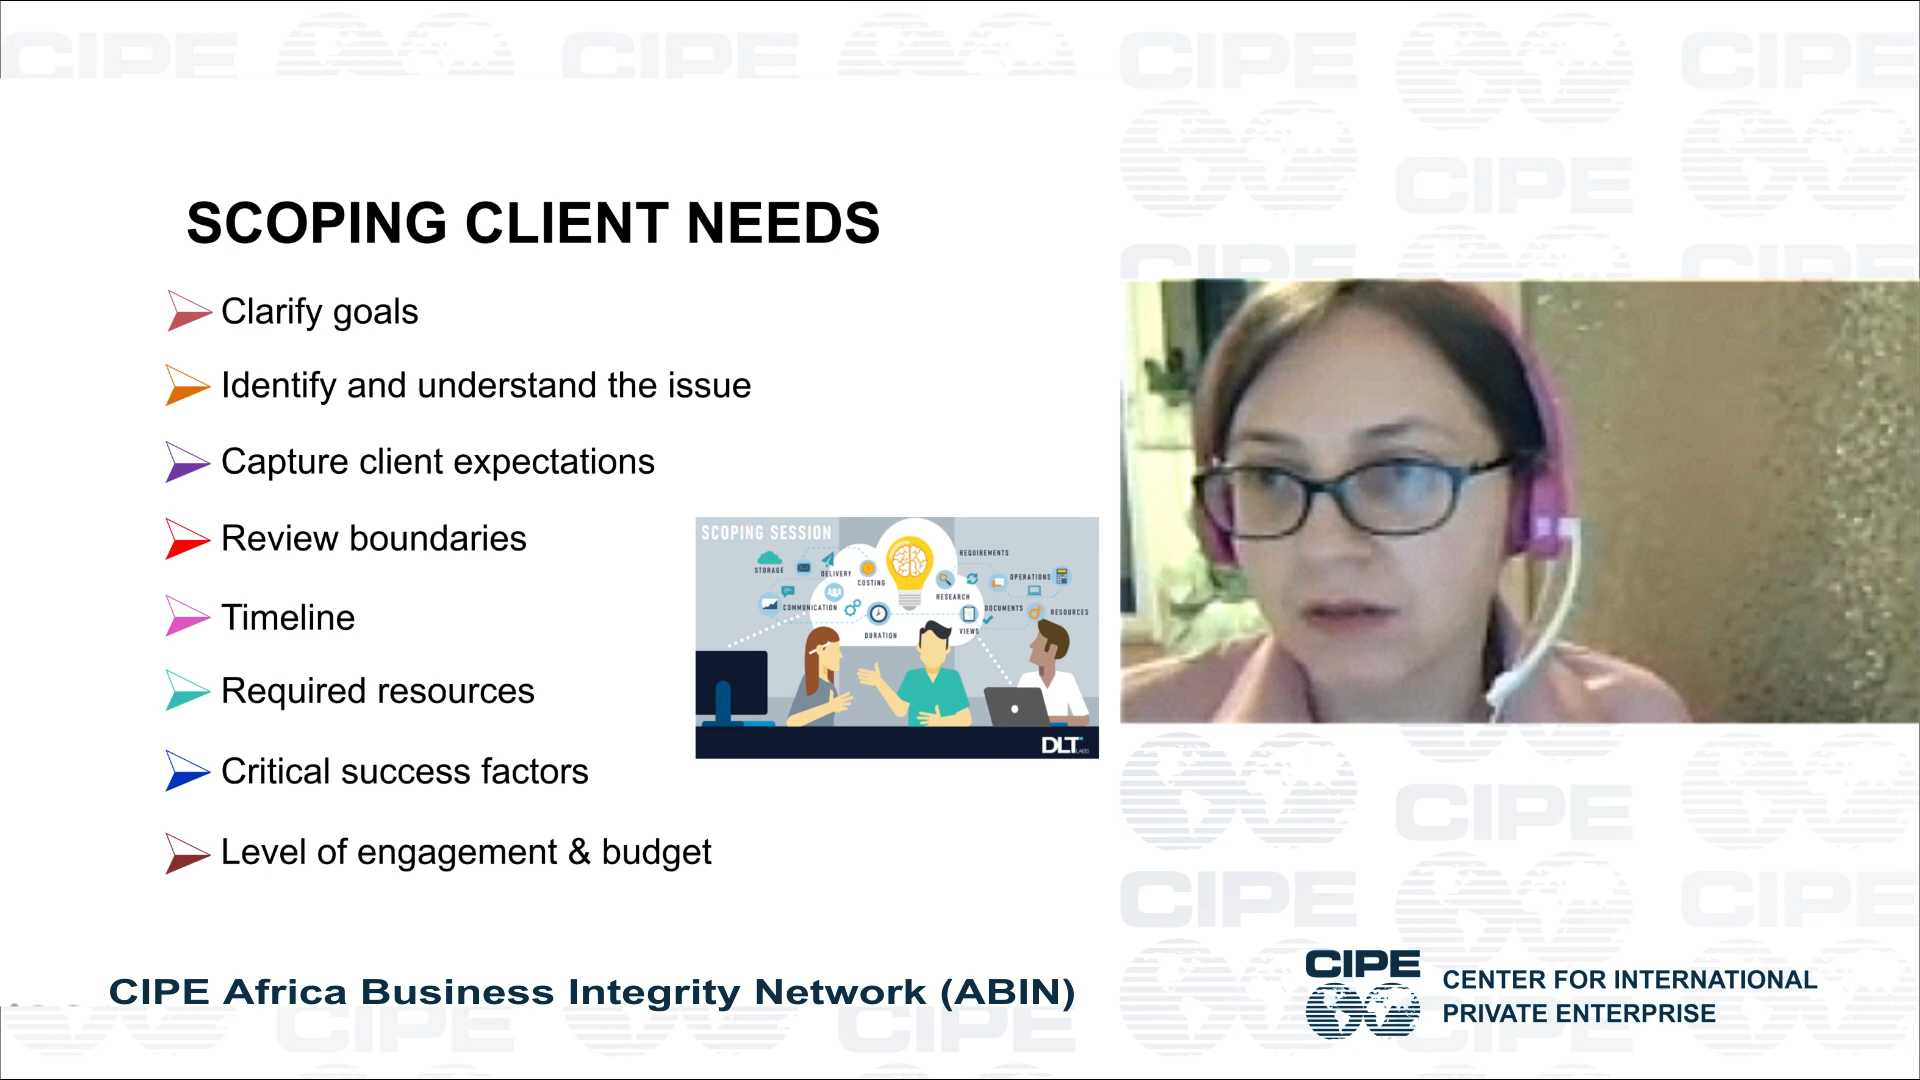 SCOPING CLIENT NEEDS
Clarify goals
Identify and understand the issue
Capture client expectations
Review boundaries
Timeline
Required resources
Critical success factors
Level of engagement & budget
SCOPING SESSION
STORAGE
DELIVERY
COSTING
REQUIREMENTS
OPERATIONS
RESEARCH
COMMUNICATION
DOCUMENTS
RESOURCES
DURATION
VIEWS
DLT LABS
CIPE Africa Business Integrity Network (ABIN)
CIPE
CENTER FOR INTERNATIONAL
PRIVATE ENTERPRISE